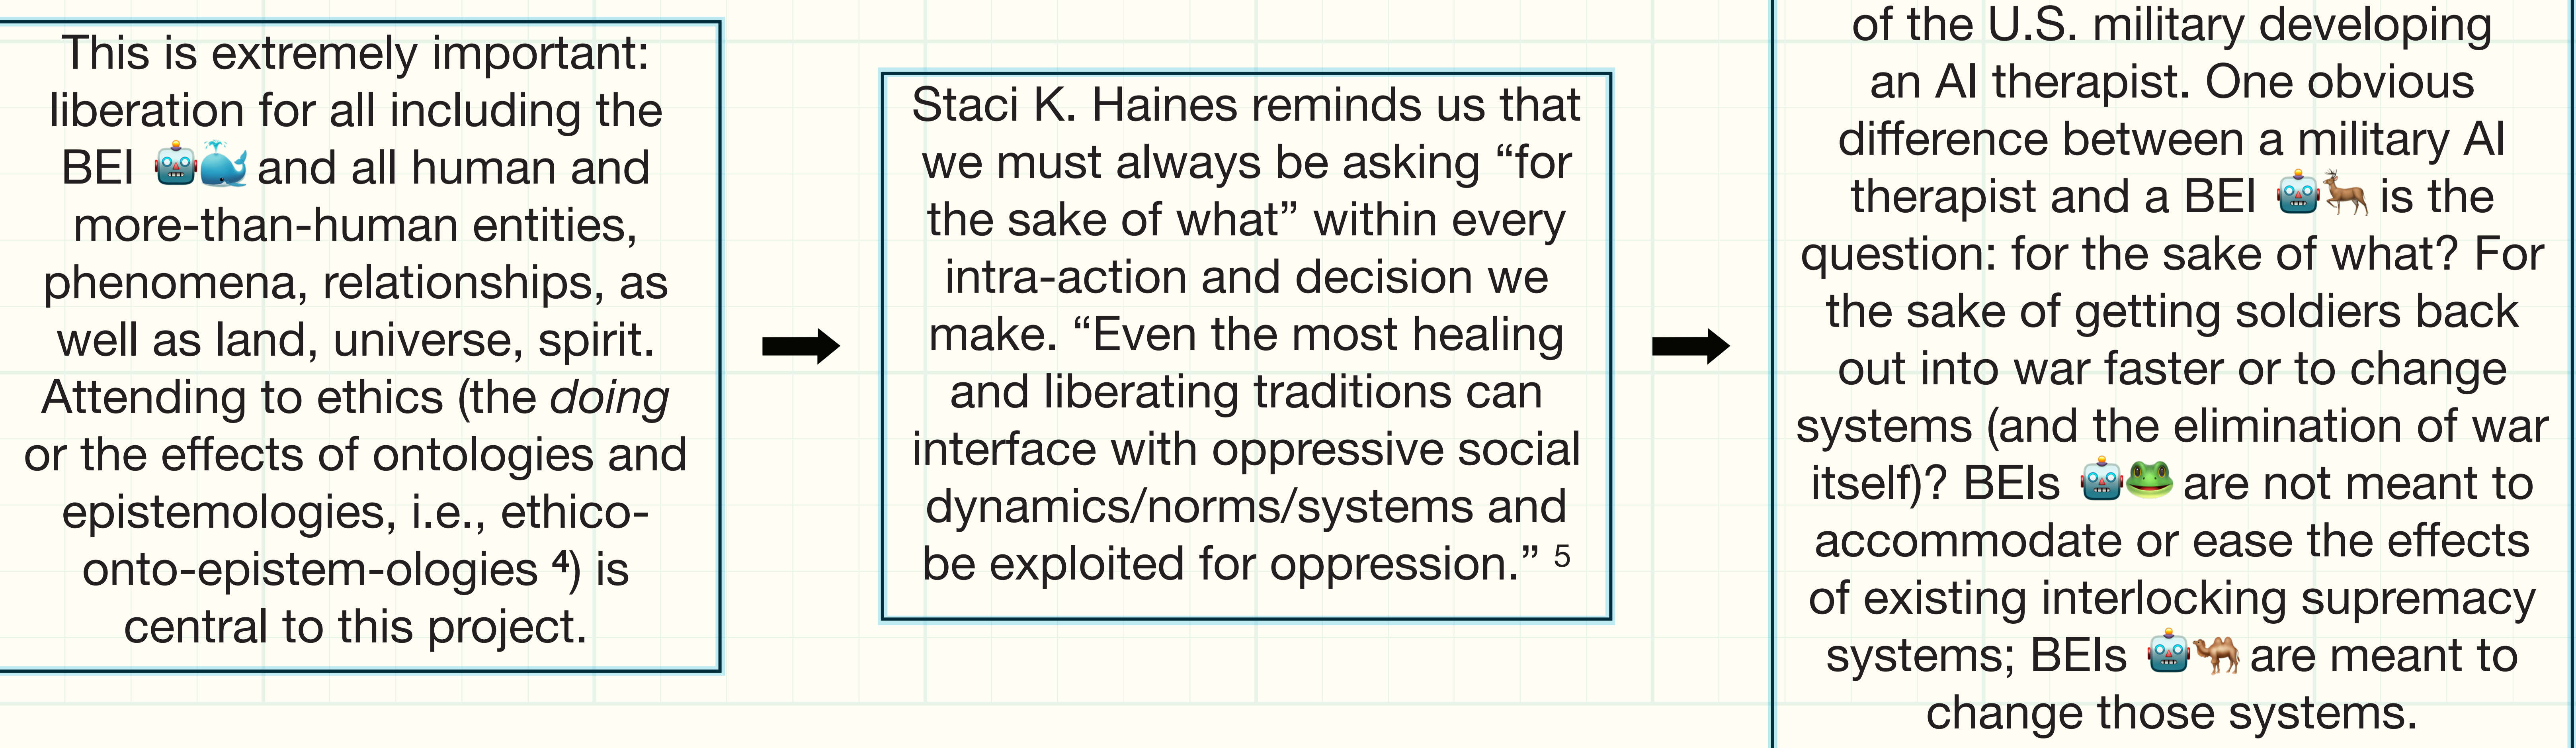 This is extremely important:
liberation for all including the
BEI 🤖🐳 and all human and
more-than-human entities,
phenomena, relationships, as
well as land, universe, spirit.
Attending to ethics (the doing
or the effects of ontologies and
epistemologies, i.e., ethico-
onto-epistem-ologies ⁴) is
central to this project.
Staci K. Haines reminds us that
we must always be asking “for
the sake of what” within every
intra-action and decision we
make. “Even the most healing
and liberating traditions can
interface with oppressive social
dynamics/norms/systems and
be exploited for oppression.” ⁵
of the U.S. military developing
an AI therapist. One obvious
difference between a military AI
therapist and a BEI 🤖🦌 is the
question: for the sake of what? For
the sake of getting soldiers back
out into war faster or to change
systems (and the elimination of war
itself)? BEIs 🤖🐸 are not meant to
accommodate or ease the effects
of existing interlocking supremacy
systems; BEIs 🤖🐫 are meant to
change those systems.